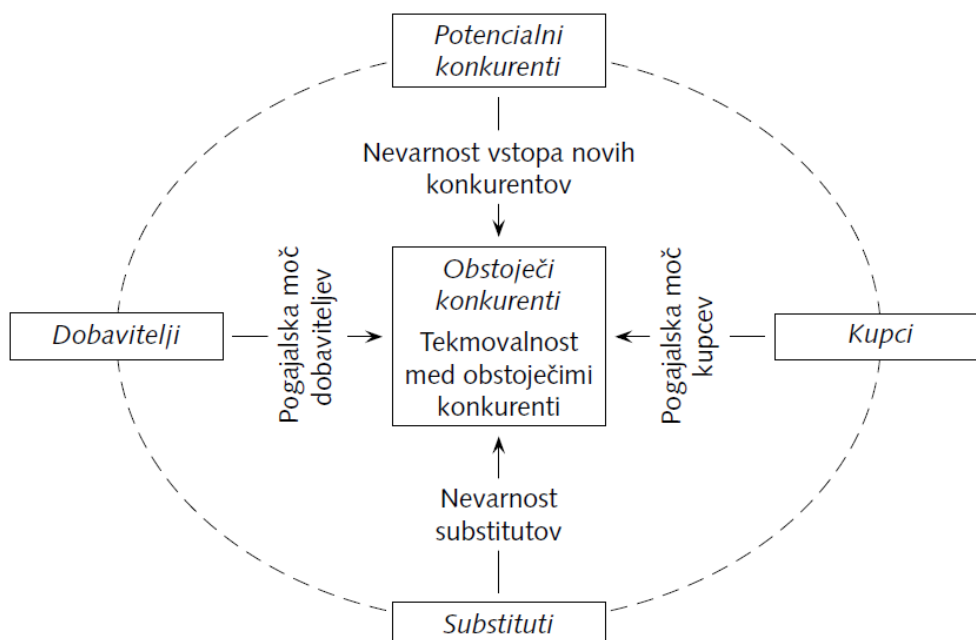 Potencialni
konkurenti
Nevarnost vstopa novih
konkurentov
Dobavitelji
Pogajalska moč
dobaviteljev
Obstoječi
konkurenti
Tekmovalnost
med obstoječimi
konkurenti
Pogajalska moč
kupcev
Kupci
Nevarnost
substitutov
Substituti